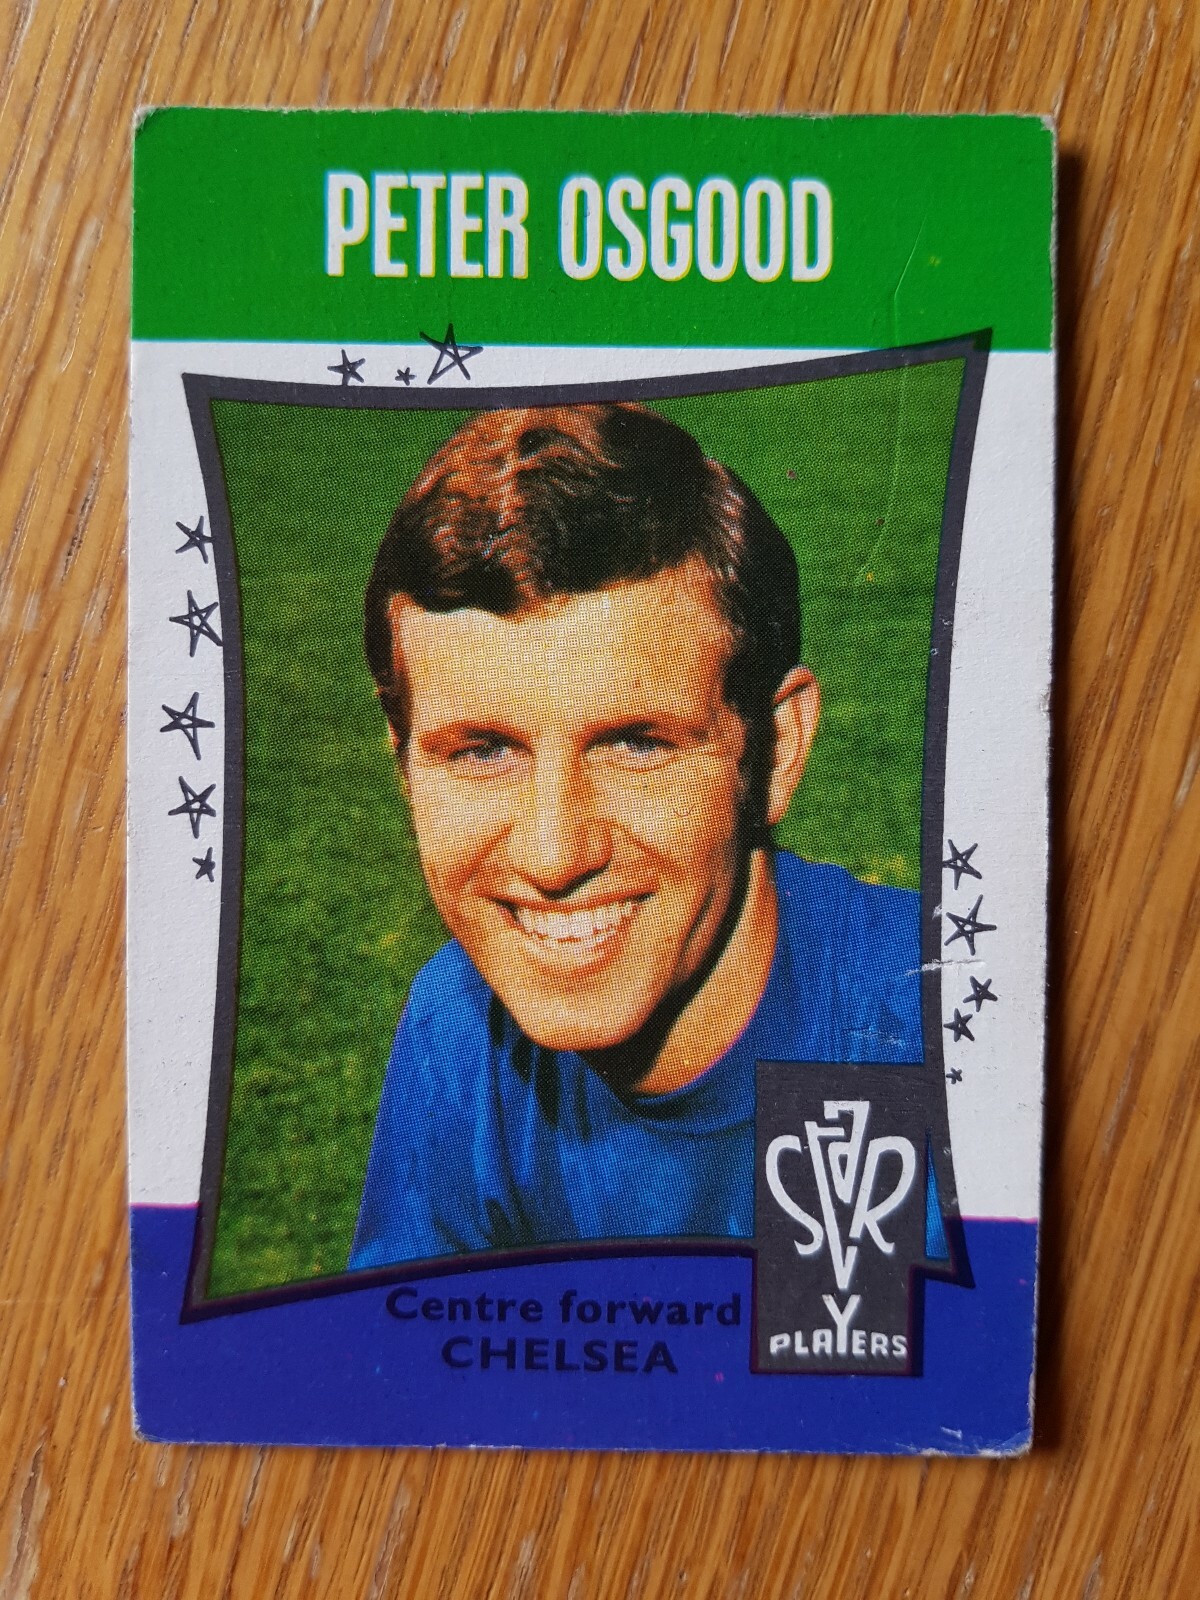 PETER OSGOOD
Centre forward
CHELSEA
STaR
PLAYERS